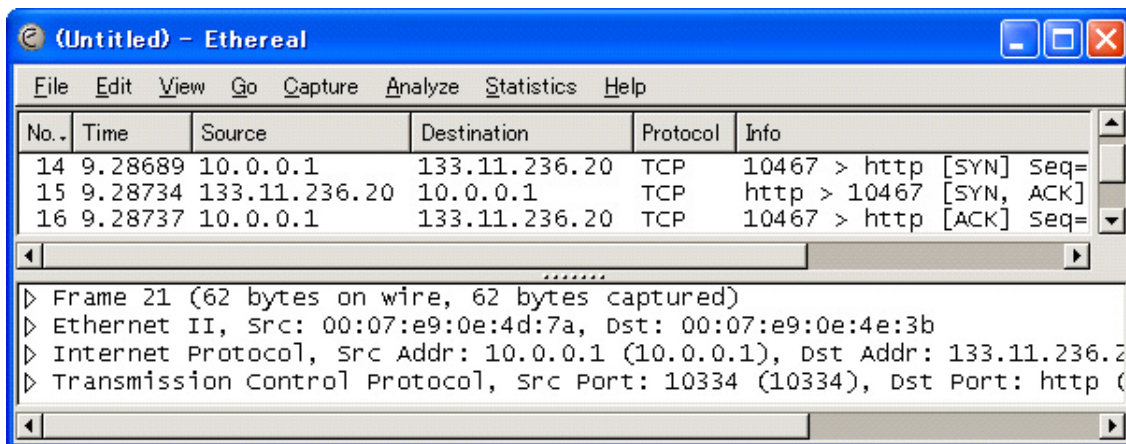 (Untitled) - Ethereal
File Edit View Go Capture Analyze Statistics Help
No. Time Source Destination Protocol Info
14 9.28689 10.0.0.1 133.11.236.20 TCP 10467 > http [SYN] Seq=
15 9.28734 133.11.236.20 10.0.0.1 TCP http > 10467 [SYN, ACK]
16 9.28737 10.0.0.1 133.11.236.20 TCP 10467 > http [ACK] Seq=
Frame 21 (62 bytes on wire, 62 bytes captured)
Ethernet II, Src: 00:07:e9:0e:4d:7a, Dst: 00:07:e9:0e:4e:3b
Internet Protocol, Src Addr: 10.0.0.1 (10.0.0.1), Dst Addr: 133.11.236.2
Transmission Control Protocol, Src Port: 10334 (10334), Dst Port: http (